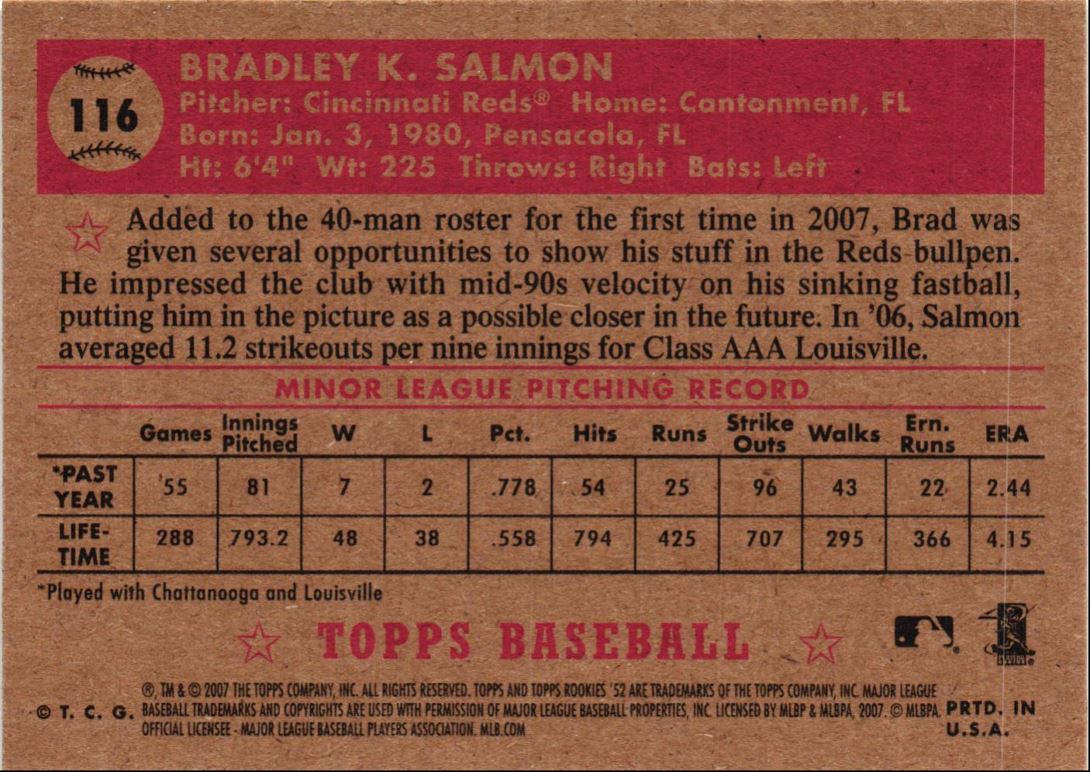 116
BRADLEY K. SALMON
Pitcher: Cincinnati Reds® Home: Cantonment, FL
Born: Jan. 3, 1980, Pensacola, FL
Ht: 6'4" Wt: 225 Throws: Right Bats: Left
Added to the 40-man roster for the first time in 2007, Brad was
given several opportunities to show his stuff in the Reds bullpen.
He impressed the club with mid-90s velocity on his sinking fastball,
putting him in the picture as a possible closer in the future. In '06, Salmon
averaged 11.2 strikeouts per nine innings for Class AAA Louisville.
MINOR LEAGUE PITCHING RECORD
Games Innings Pitched W L Pct. Hits Runs Strike Outs Walks Ern. Runs ERA
*PAST YEAR 55 81 7 2 .778 54 25 96 43 22 2.44
LIFE-TIME 288 793.2 48 38 .558 794 425 707 295 366 4.15
*Played with Chattanooga and Louisville
TOPPS BASEBALL
®, TM & © 2007 THE TOPPS COMPANY, INC. ALL RIGHTS RESERVED. TOPPS AND TOPPS ROOKIES '52 ARE TRADEMARKS OF THE TOPPS COMPANY, INC. MAJOR LEAGUE
© T. C. G. BASEBALL TRADEMARKS AND COPYRIGHTS ARE USED WITH PERMISSION OF MAJOR LEAGUE BASEBALL PROPERTIES, INC. LICENSED BY MLBP & MLBPA, 2007. © MLBPA. PRTD. IN
OFFICIAL LICENSEE - MAJOR LEAGUE BASEBALL PLAYERS ASSOCIATION. MLB.COM U.S.A.